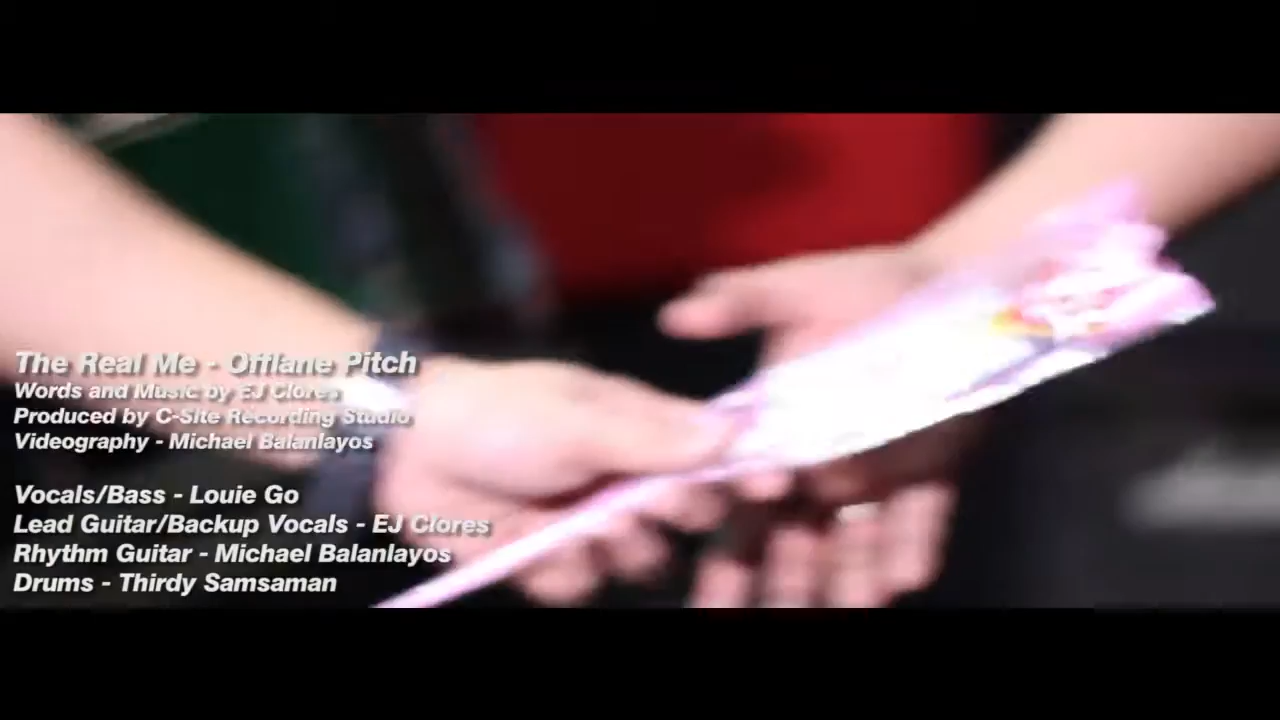 The Real Me - Offlane Pitch
Words and Music by EJ Clores
Produced by C-Site Recording Studio
Videography - Michael Balanlayos
Vocals/Bass - Louie Go
Lead Guitar/Backup Vocals - EJ Clores
Rhythm Guitar - Michael Balanlayos
Drums - Thirdy Samsaman